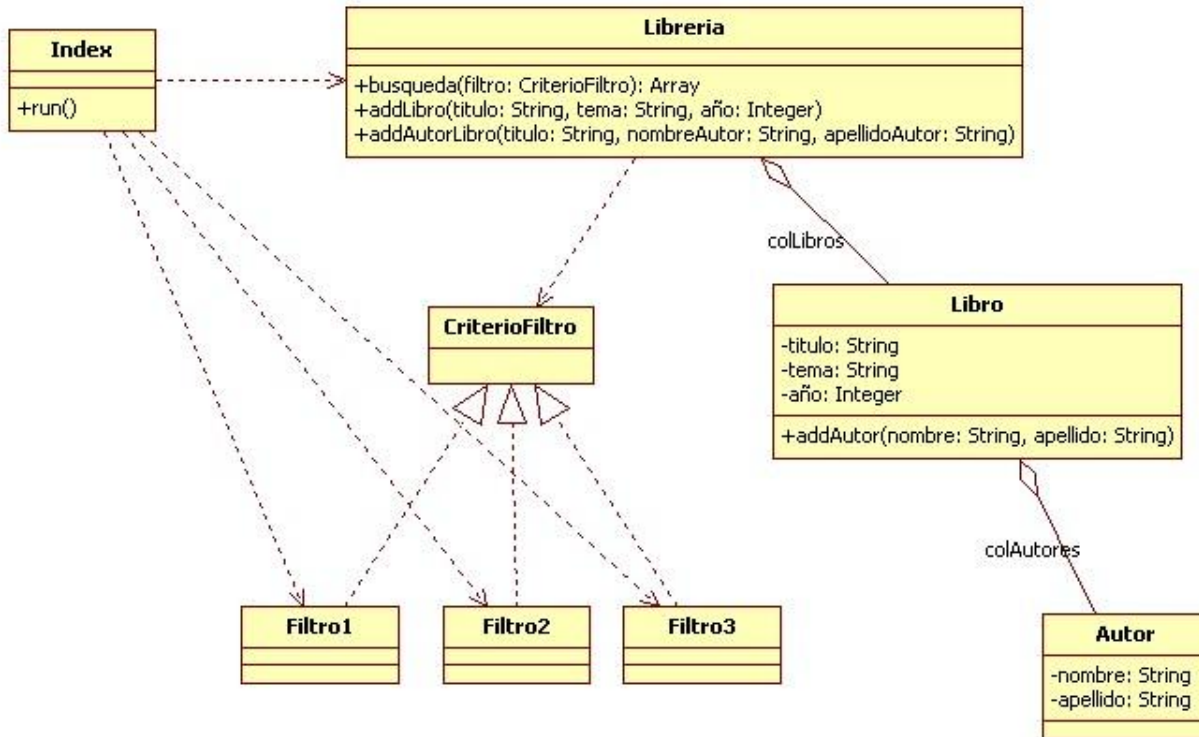 Index
+run()
Libreria
+busqueda(filtro: CriterioFiltro): Array
+addLibro(titulo: String, tema: String, año: Integer)
+addAutorLibro(titulo: String, nombreAutor: String, apellidoAutor: String)
colLibros
CriterioFiltro
Libro
-titulo: String
-tema: String
-año: Integer
+addAutor(nombre: String, apellido: String)
colAutores
Filtro1
Filtro2
Filtro3
Autor
-nombre: String
-apellido: String